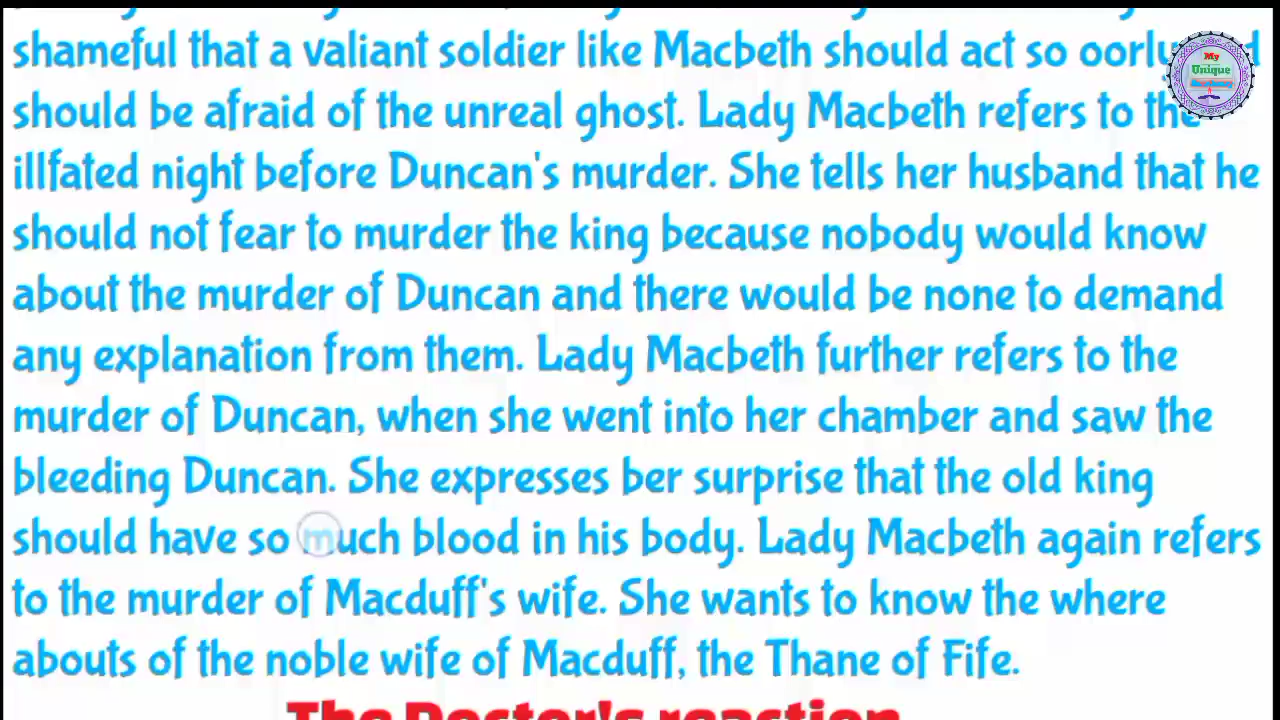 shameful that a valiant soldier like Macbeth should act so
should be afraid of the unreal ghost. Lady Macbeth refers to the
illfated night before Duncan's murder. She tells her husband that he
should not fear to murder the king because nobody would know
about the murder of Duncan and there would be none to demand
any explanation from them. Lady Macbeth further refers to the
murder of Duncan, when she went into her chamber and saw the
bleeding Duncan. She expresses ber surprise that the old king
should have so much blood in his body. Lady Macbeth again refers
to the murder of Macduff's wife. She wants to know the where
abouts of the noble wife of Macduff, the Thane of Fife.
The Doctor's reaction
My
Unique